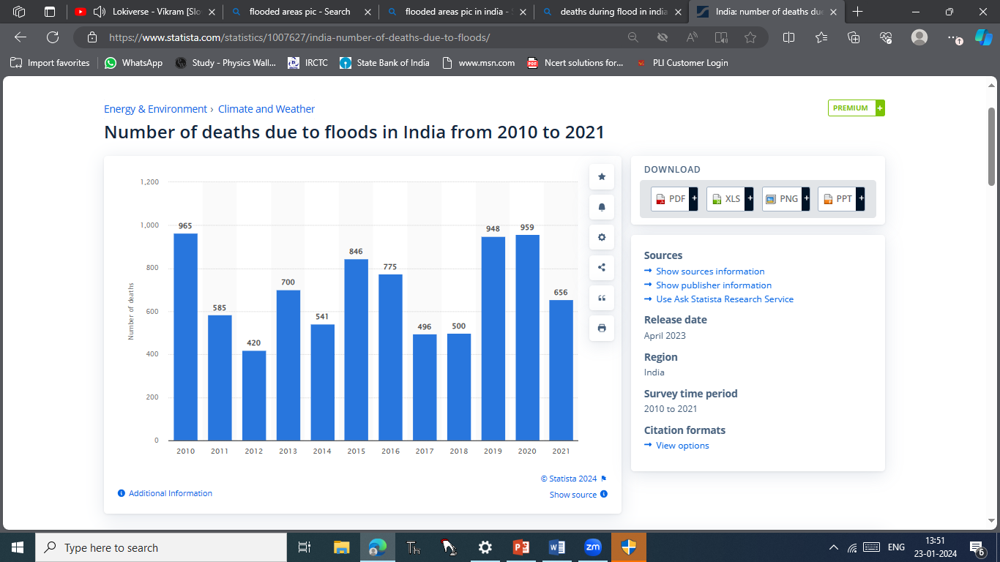 Lokiverse - Vikram [Slo
flooded areas pic - Search
flooded areas pic in india - S
deaths during flood in india
India: number of deaths du
https://www.statista.com/statistics/1007627/india-number-of-deaths-due-to-floods/
Import favorites
WhatsApp
Study - Physics Wall...
IRCTC
State Bank of India
www.msn.com
Ncert solutions for...
PLI Customer Login
Energy & Environment › Climate and Weather
PREMIUM +
Number of deaths due to floods in India from 2010 to 2021
Number of deaths
1,200
1,000
800
600
400
200
0
965
585
420
700
541
846
775
496
500
948
959
656
2010 2011 2012 2013 2014 2015 2016 2017 2018 2019 2020 2021
© Statista 2024
Additional Information
Show source
DOWNLOAD
PDF + XLS + PNG + PPT +
Sources
Show sources information
Show publisher information
Use Ask Statista Research Service
Release date
April 2023
Region
India
Survey time period
2010 to 2021
Citation formats
View options
Type here to search
ENG
13:51
23-01-2024
6